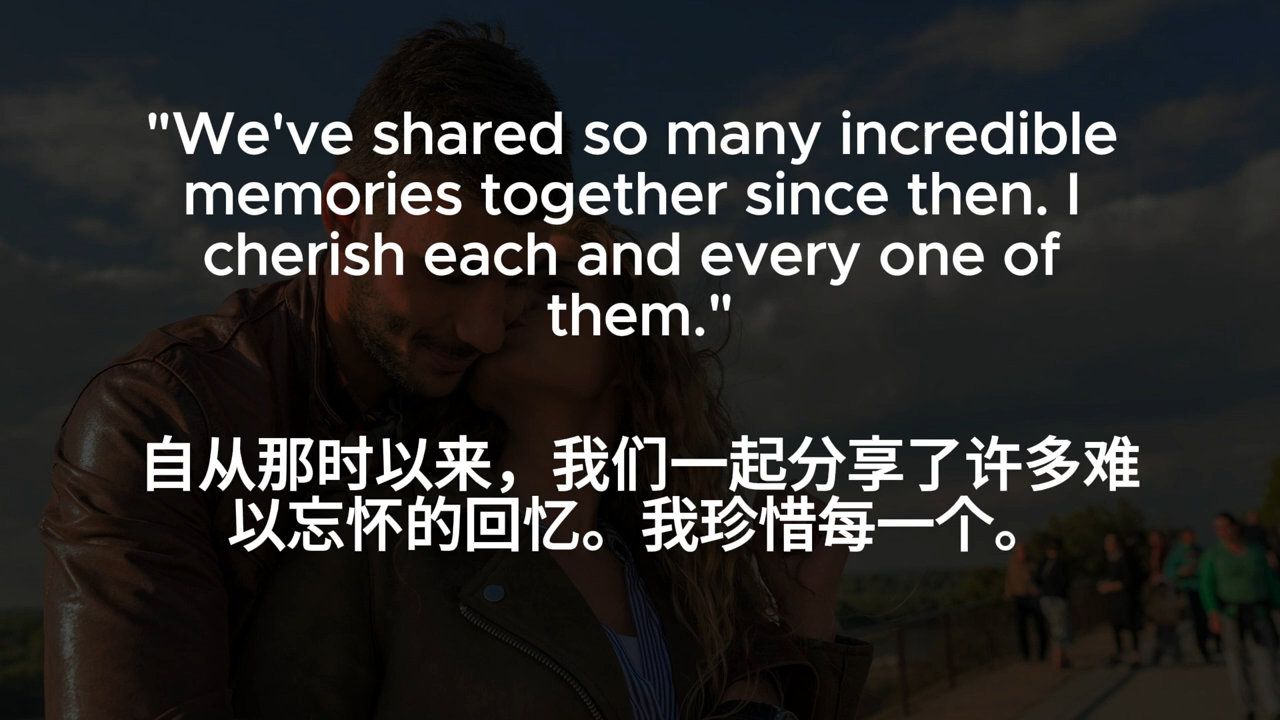 "We've shared so many incredible
memories together since then. I
cherish each and every one of
them."
自从那时以来，我们一起分享了许多难
以忘怀的回忆。我珍惜每一个。